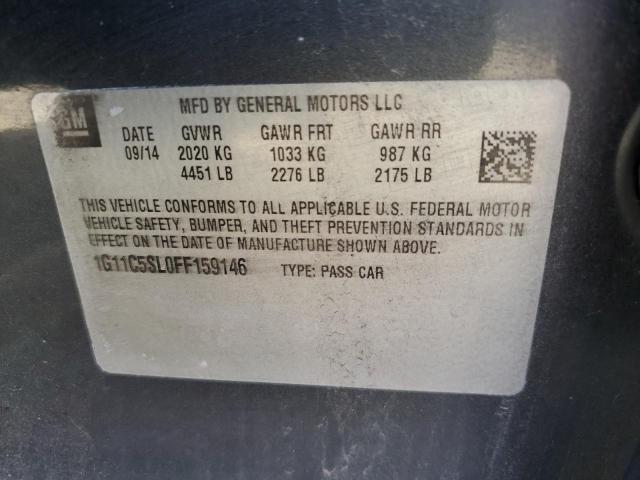 GM
MFD BY GENERAL MOTORS LLC
DATE GVWR GAWR FRT GAWR RR
09/14 2020 KG 1033 KG 987 KG
4451 LB 2276 LB 2175 LB
THIS VEHICLE CONFORMS TO ALL APPLICABLE U.S. FEDERAL MOTOR
VEHICLE SAFETY, BUMPER, AND THEFT PREVENTION STANDARDS IN
EFFECT ON THE DATE OF MANUFACTURE SHOWN ABOVE.
1G11C5SL0FF159146 TYPE: PASS CAR